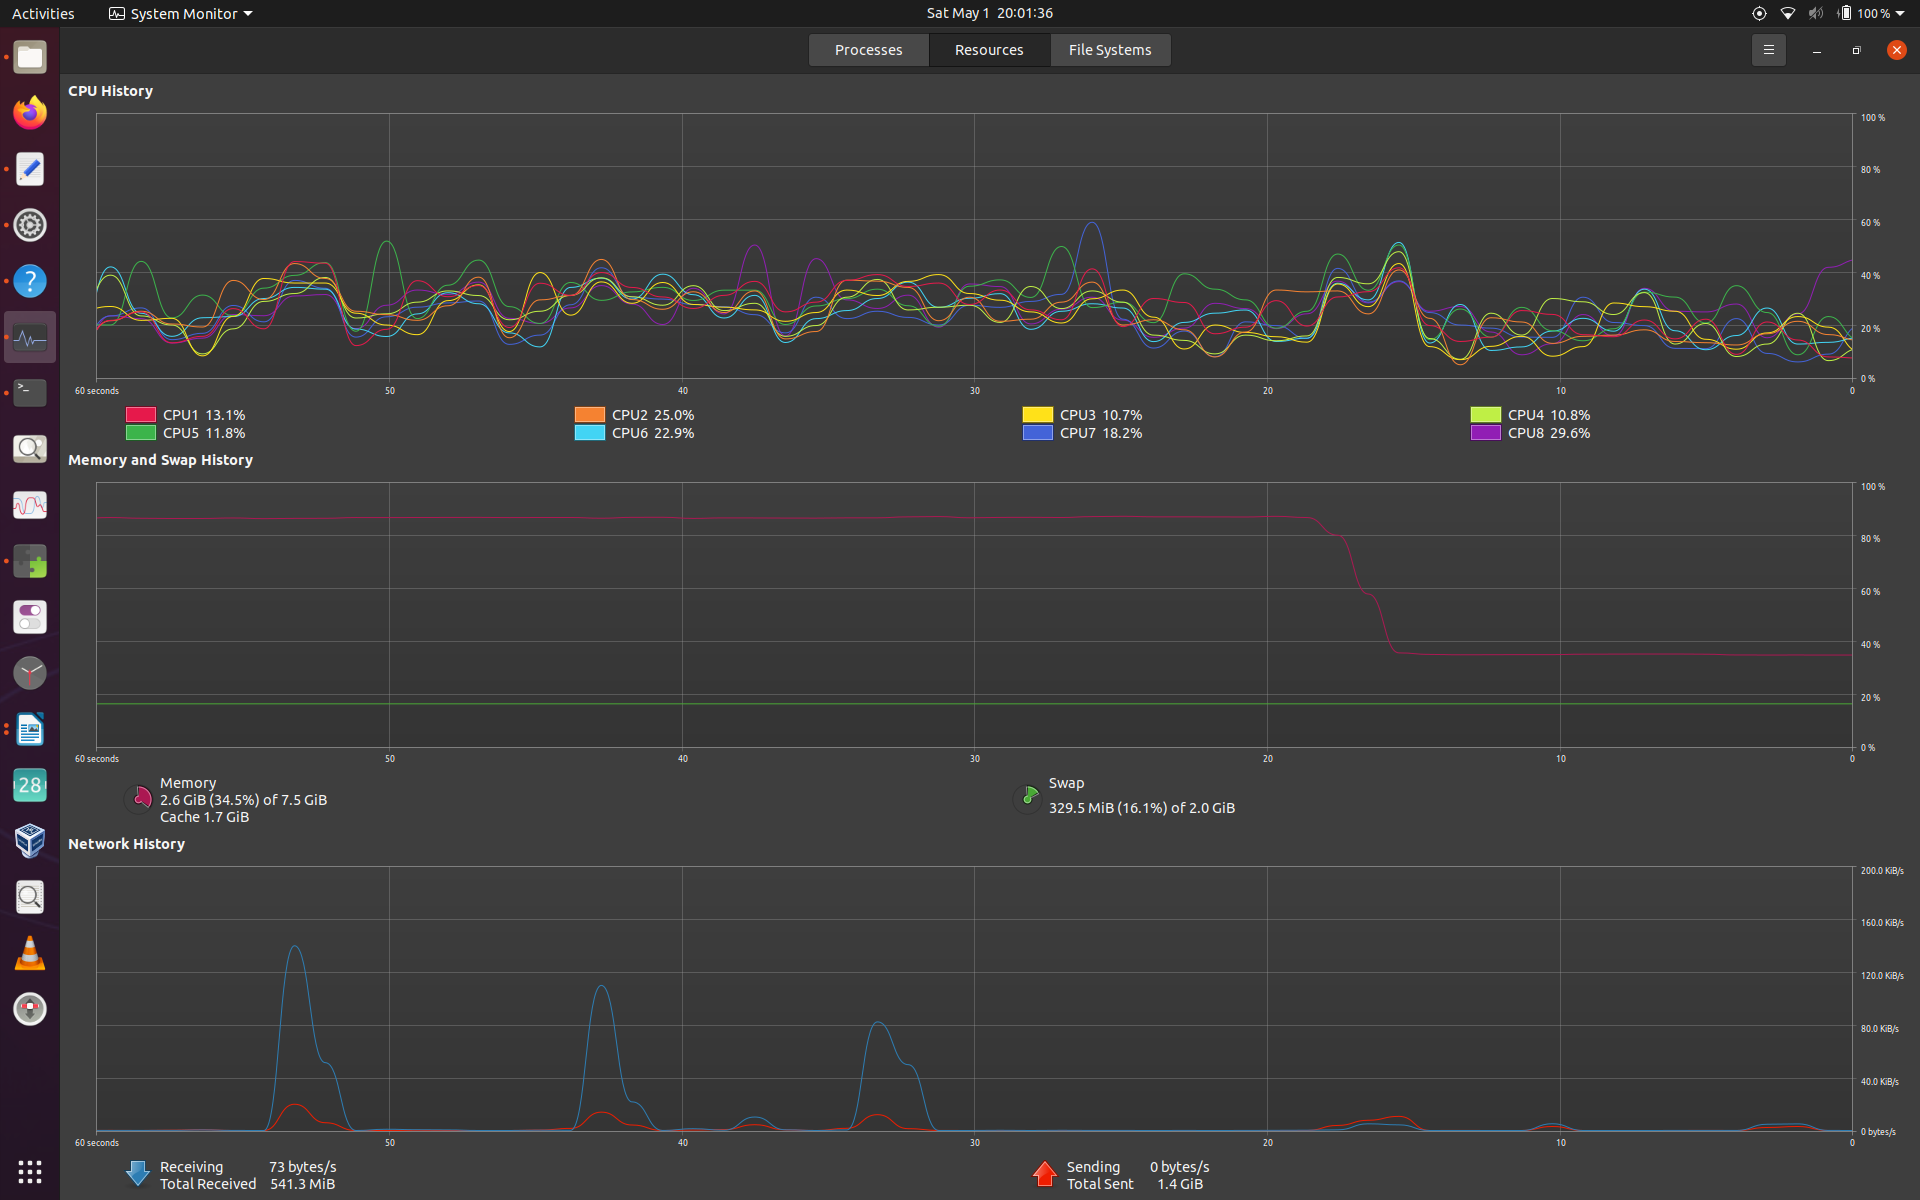 Activities System Monitor Sat May 1 20:01:36 100 %
Processes Resources File Systems
CPU History
100 %
80 %
60 %
40 %
20 %
0 %
60 seconds 50 40 30 20 10 0
CPU1 13.1% CPU2 25.0% CPU3 10.7% CPU4 10.8%
CPU5 11.8% CPU6 22.9% CPU7 18.2% CPU8 29.6%
Memory and Swap History
100 %
80 %
60 %
40 %
20 %
0 %
60 seconds 50 40 30 20 10 0
Memory
2.6 GiB (34.5%) of 7.5 GiB
Cache 1.7 GiB
Swap
329.5 MiB (16.1%) of 2.0 GiB
Network History
200.0 KiB/s
160.0 KiB/s
120.0 KiB/s
80.0 KiB/s
40.0 KiB/s
0 bytes/s
60 seconds 50 40 30 20 10 0
Receiving 73 bytes/s
Total Received 541.3 MiB
Sending 0 bytes/s
Total Sent 1.4 GiB
?
>_
28